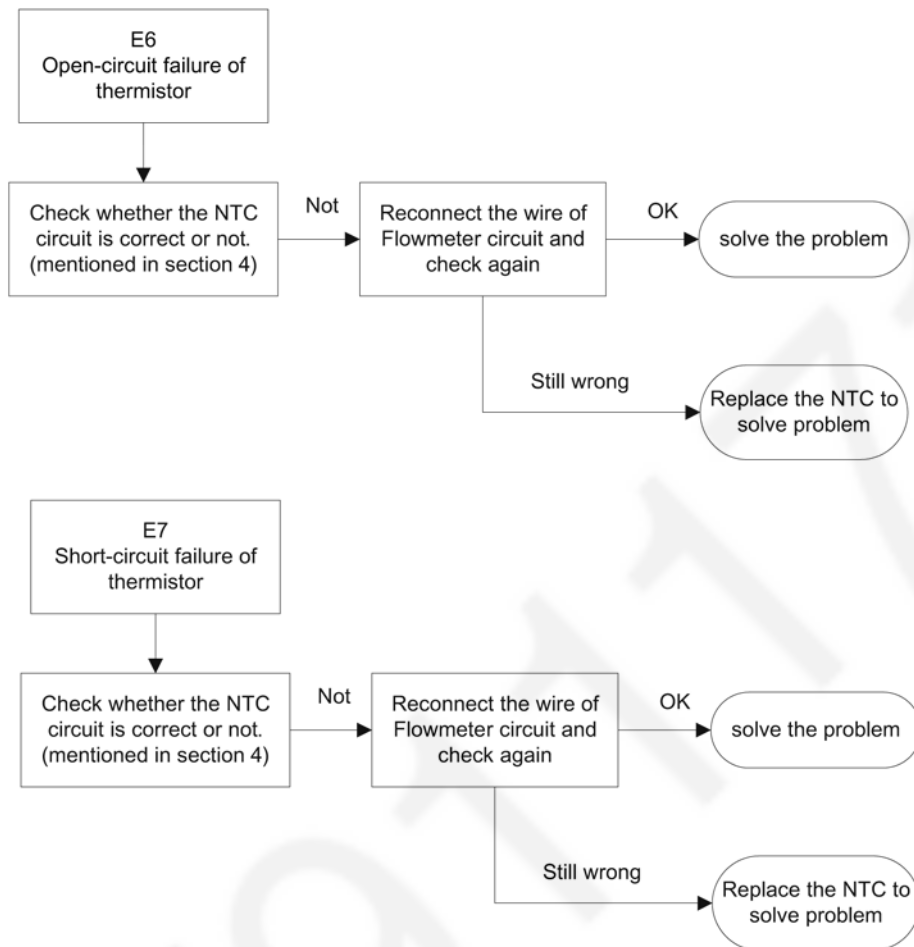 E6
Open-circuit failure of
thermistor
Check whether the NTC
circuit is correct or not.
(mentioned in section 4)
Not
Reconnect the wire of
Flowmeter circuit and
check again
OK
solve the problem
Still wrong
Replace the NTC to
solve problem
E7
Short-circuit failure of
thermistor
Check whether the NTC
circuit is correct or not.
(mentioned in section 4)
Not
Reconnect the wire of
Flowmeter circuit and
check again
OK
solve the problem
Still wrong
Replace the NTC to
solve problem